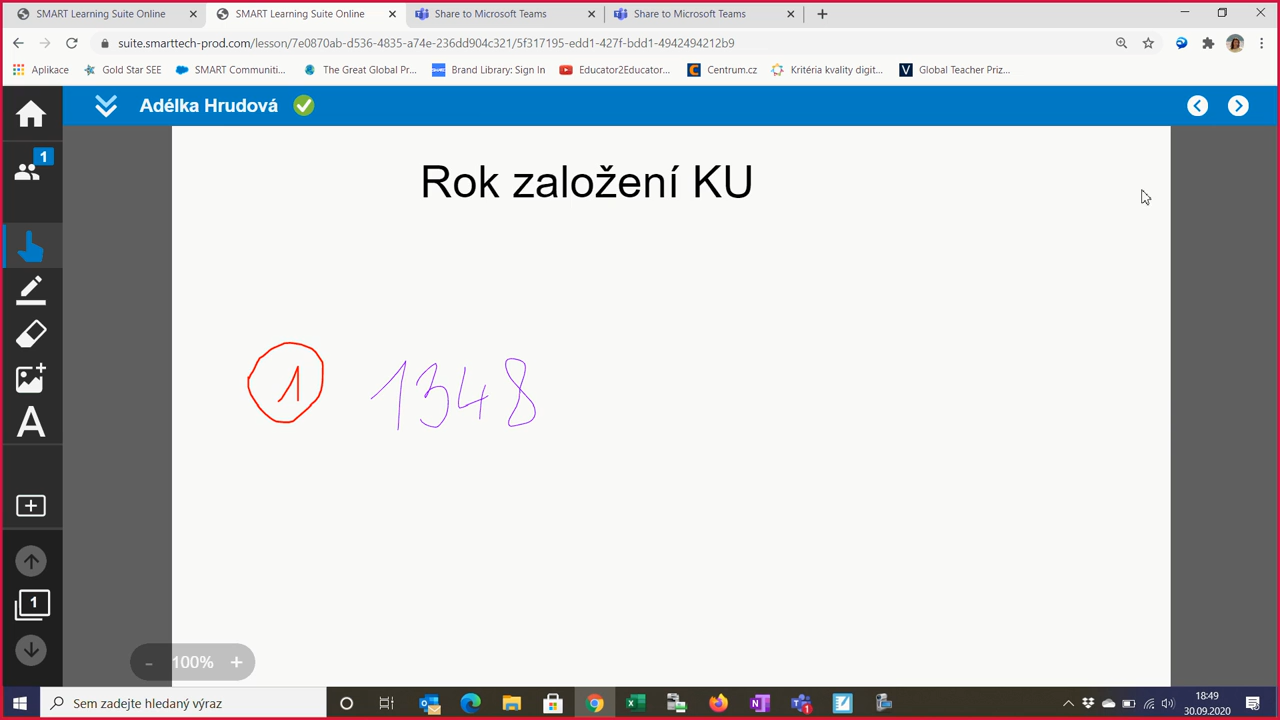 SMART Learning Suite Online
SMART Learning Suite Online
Share to Microsoft Teams
Share to Microsoft Teams
suite.smarttech-prod.com/lesson/7e0870ab-d536-4835-a74e-236dd90dc321/5f317195-edd1-427f-bdd1-4942494212b9
Aplikace
Gold Star SEE
SMART Communiti...
The Great Global Pr...
Brand Library: Sign In
Educator2Educator...
Centrum.cz
Kritéria kvality digit...
Global Teacher Priz...
Adélka Hrudová
1
Rok založení KU
1 1348
A
1
- 100% +
Sem zadejte hledaný výraz
18:49
30.09.2020